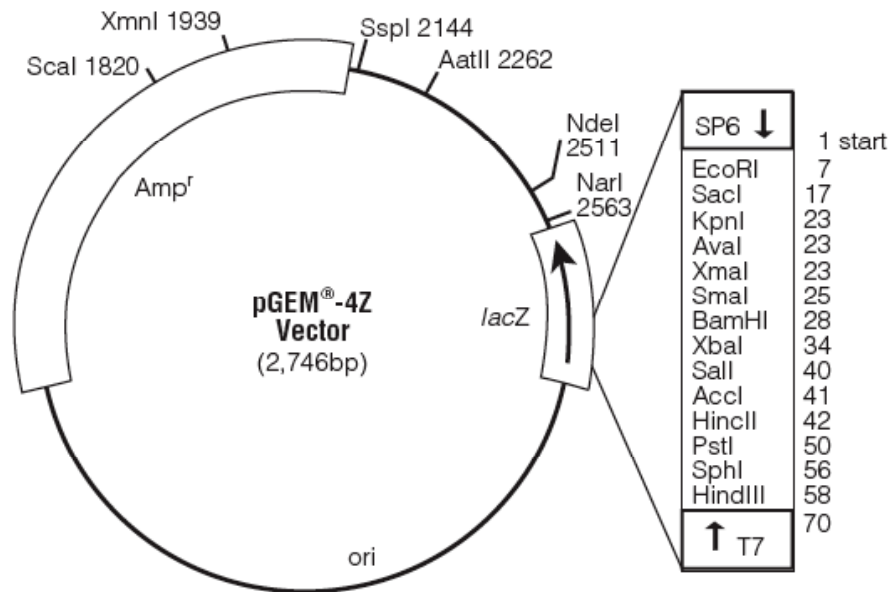 XmnI 1939
ScaI 1820
SspI 2144
AatII 2262
NdeI
2511
NarI
2563
Ampʳ
pGEM®-4Z
Vector
(2,746bp)
lacZ
ori
SP6 ↓
1 start
EcoRI 7
SacI 17
KpnI 23
AvaI 23
XmaI 23
SmaI 25
BamHI 28
XbaI 34
SalI 40
AccI 41
HincII 42
PstI 50
SphI 56
HindIII 58
70
↑ T7